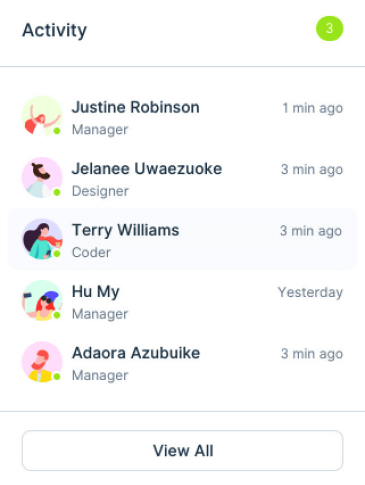 Activity
3
Justine Robinson
1 min ago
Manager
Jelanee Uwaezuoke
3 min ago
Designer
Terry Williams
3 min ago
Coder
Hu My
Yesterday
Manager
Adaora Azubuike
3 min ago
Manager
View All